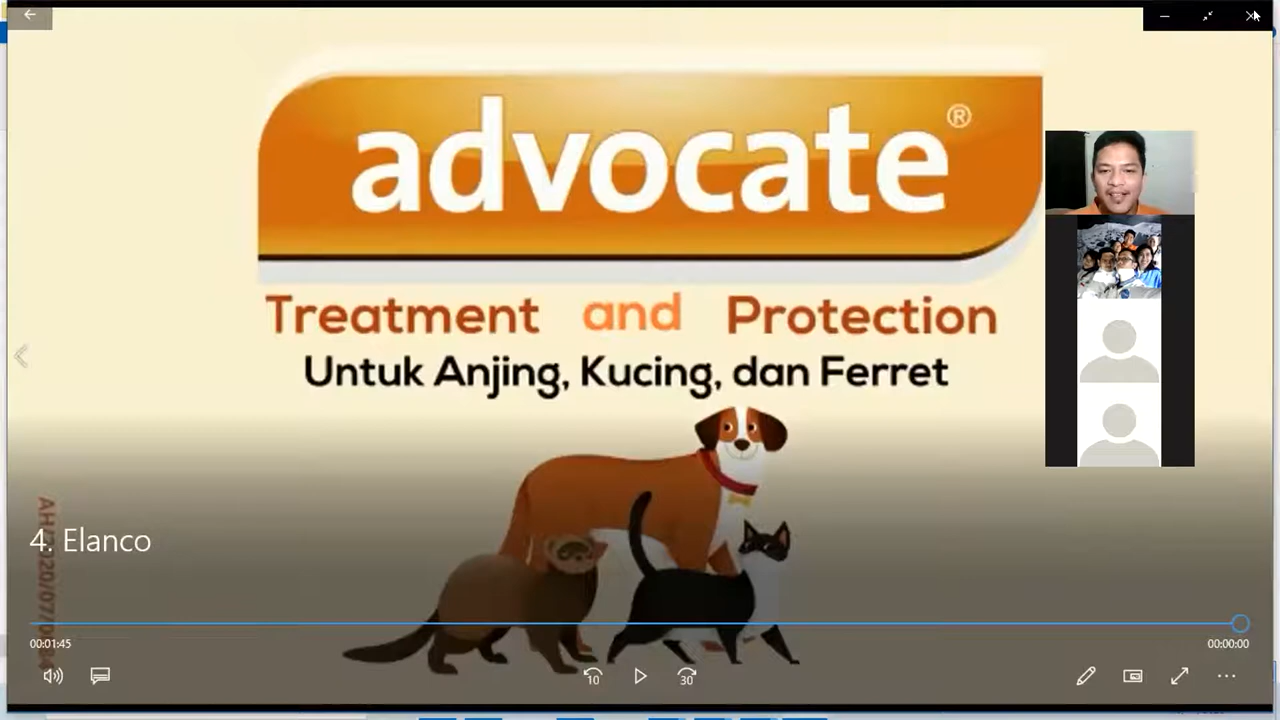 advocate®
Treatment and Protection
Untuk Anjing, Kucing, dan Ferret
4. Elanco
00:01:45
00:00:00
10
30